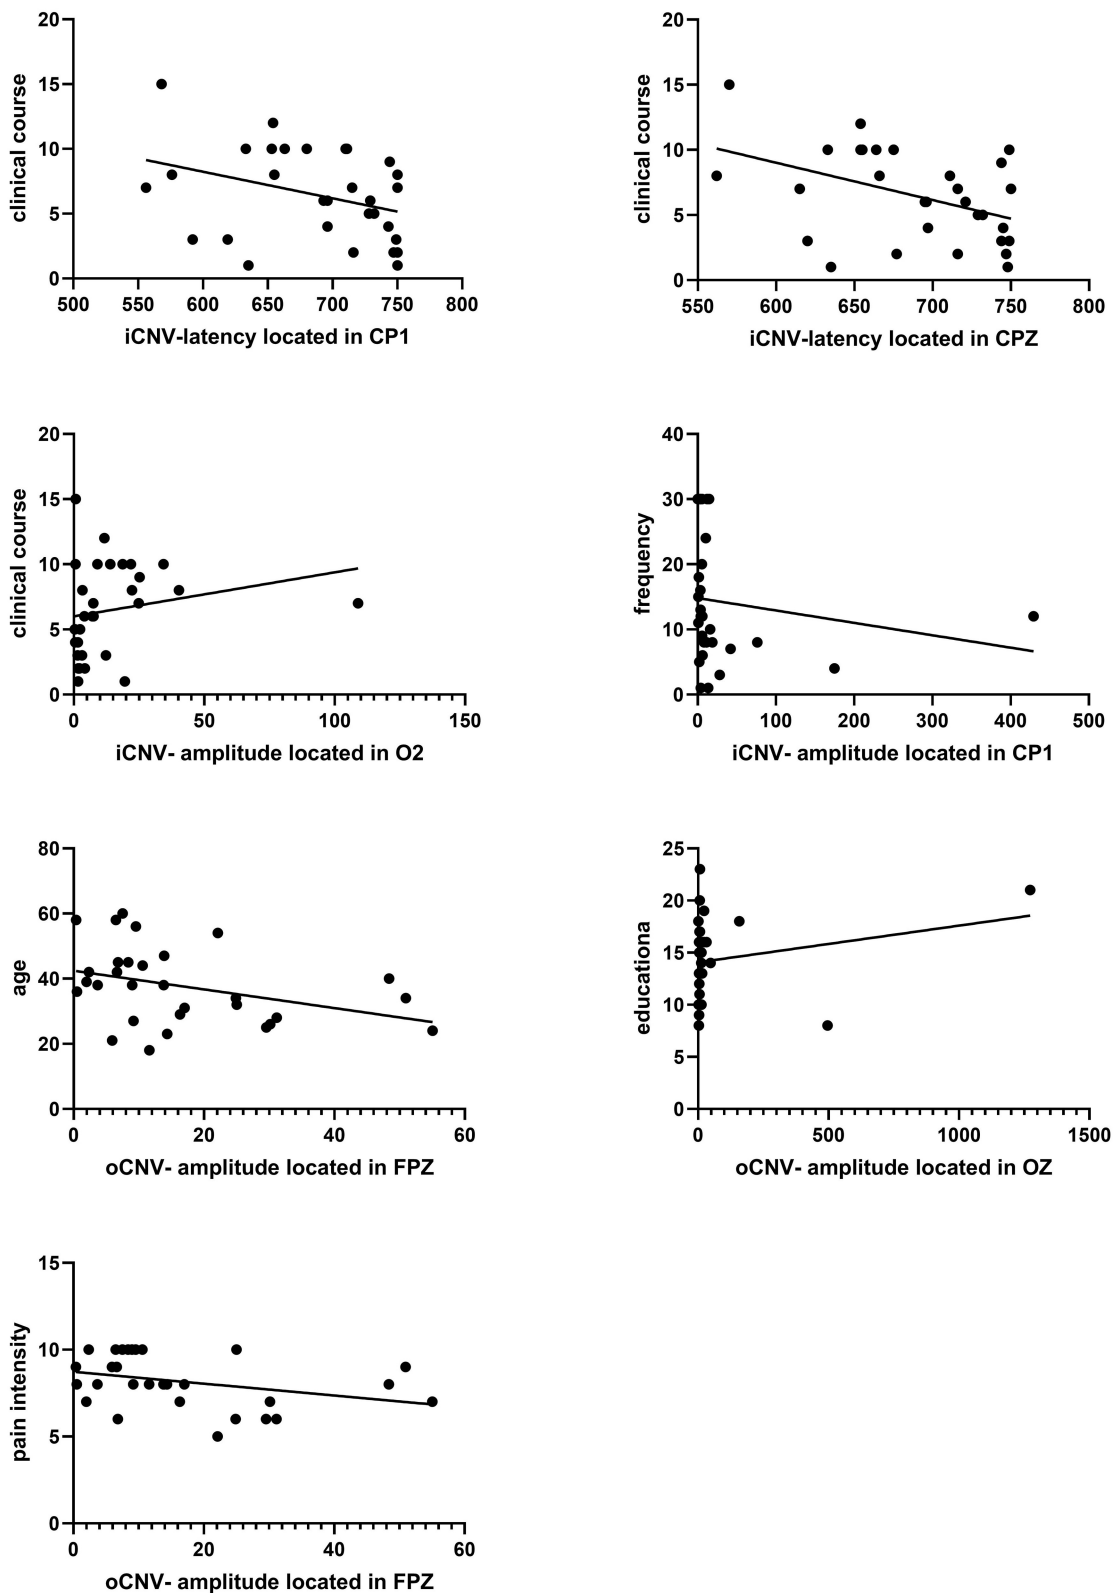 20
15
10
5
0
clinical course
500 550 600 650 700 750 800
iCNV-latency located in CP1
20
15
10
5
0
clinical course
550 600 650 700 750 800
iCNV-latency located in CPZ
20
15
10
5
0
clinical course
0 50 100 150
iCNV- amplitude located in O2
40
30
20
10
0
frequency
0 100 200 300 400 500
iCNV- amplitude located in CP1
80
60
40
20
0
age
0 20 40 60
oCNV- amplitude located in FPZ
25
20
15
10
5
0
educationa
0 500 1000 1500
oCNV- amplitude located in OZ
15
10
5
0
pain intensity
0 20 40 60
oCNV- amplitude located in FPZ